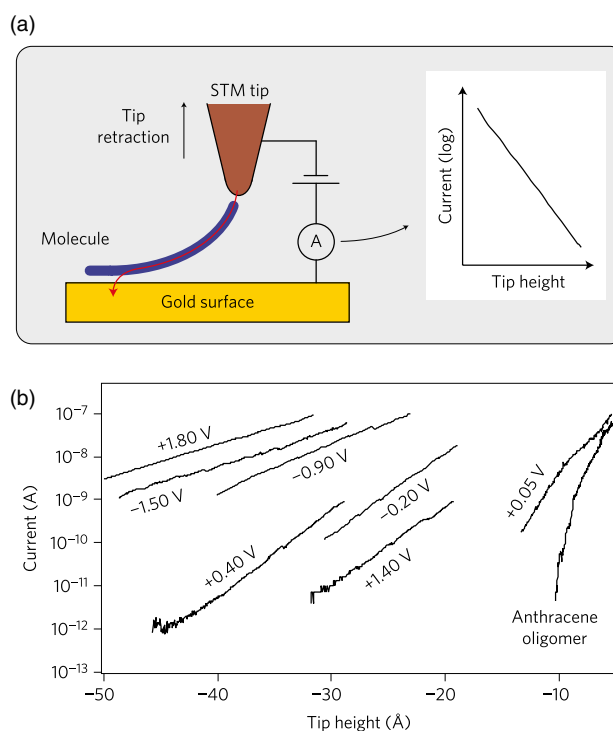 (a)
STM tip
Tip
retraction
Molecule
A
Gold surface
Current (log)
Tip height
(b)
10⁻⁷
10⁻⁸
10⁻⁹
10⁻¹⁰
10⁻¹¹
10⁻¹²
10⁻¹³
Current (A)
+1.80 V
−1.50 V
−0.90 V
−0.20 V
+0.40 V
+1.40 V
+0.05 V
Anthracene
oligomer
−50
−40
−30
−20
−10
Tip height (Å)